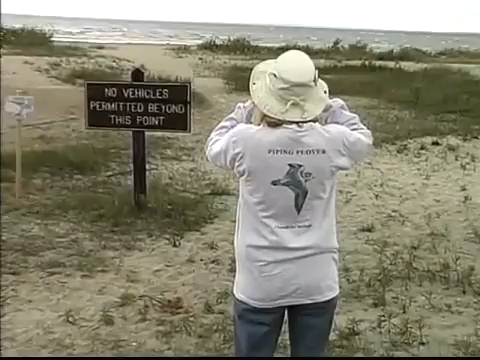 NO VEHICLES
PERMITTED BEYOND
THIS POINT
PIPING PLOVER